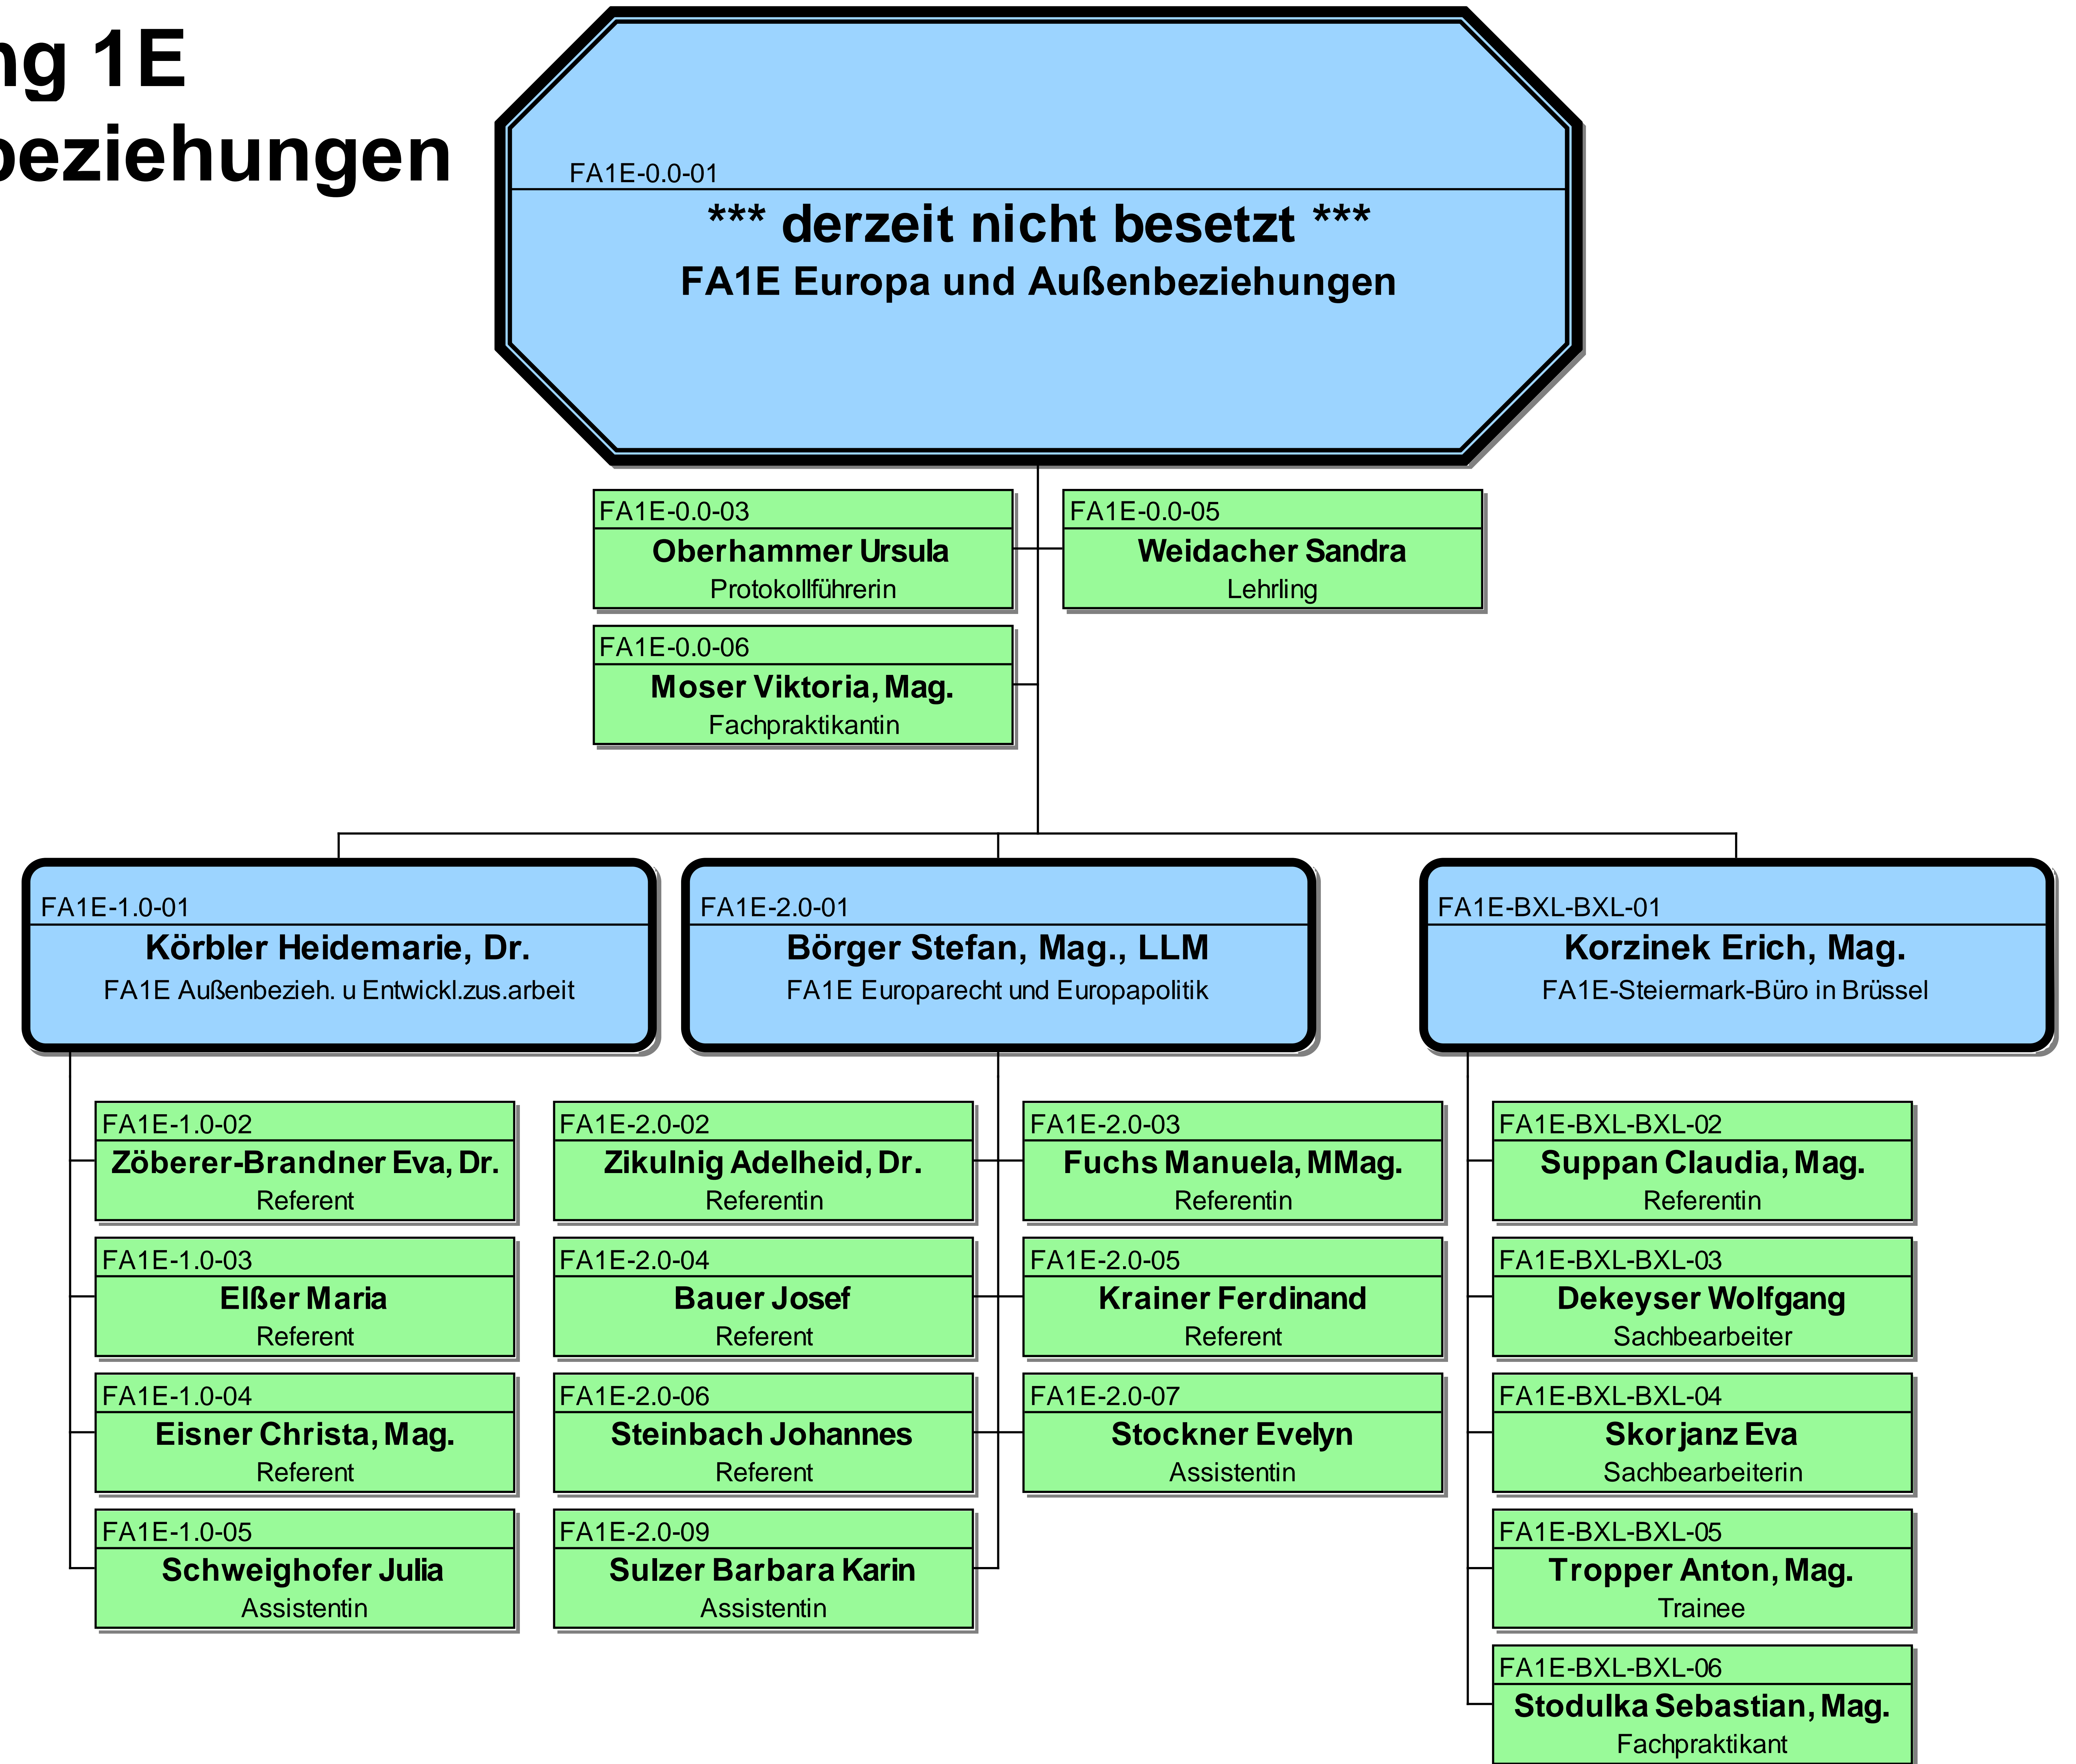 ng 1E
beziehungen
FA1E-0.0-01
*** derzeit nicht besetzt ***
FA1E Europa und Außenbeziehungen
FA1E-0.0-03
Oberhammer Ursula
Protokollführerin
FA1E-0.0-05
Weidacher Sandra
Lehrling
FA1E-0.0-06
Moser Viktoria, Mag.
Fachpraktikantin
FA1E-1.0-01
Körbler Heidemarie, Dr.
FA1E Außenbezieh. u Entwickl.zus.arbeit
FA1E-2.0-01
Börger Stefan, Mag., LLM
FA1E Europarecht und Europapolitik
FA1E-BXL-BXL-01
Korzinek Erich, Mag.
FA1E-Steiermark-Büro in Brüssel
FA1E-1.0-02
Zöberer-Brandner Eva, Dr.
Referent
FA1E-1.0-03
Elßer Maria
Referent
FA1E-1.0-04
Eisner Christa, Mag.
Referent
FA1E-1.0-05
Schweighofer Julia
Assistentin
FA1E-2.0-02
Zikulnig Adelheid, Dr.
Referentin
FA1E-2.0-03
Fuchs Manuela, MMag.
Referentin
FA1E-2.0-04
Bauer Josef
Referent
FA1E-2.0-05
Krainer Ferdinand
Referent
FA1E-2.0-06
Steinbach Johannes
Referent
FA1E-2.0-07
Stockner Evelyn
Assistentin
FA1E-2.0-09
Sulzer Barbara Karin
Assistentin
FA1E-BXL-BXL-02
Suppan Claudia, Mag.
Referentin
FA1E-BXL-BXL-03
Dekeyser Wolfgang
Sachbearbeiter
FA1E-BXL-BXL-04
Skorjanz Eva
Sachbearbeiterin
FA1E-BXL-BXL-05
Tropper Anton, Mag.
Trainee
FA1E-BXL-BXL-06
Stodulka Sebastian, Mag.
Fachpraktikant